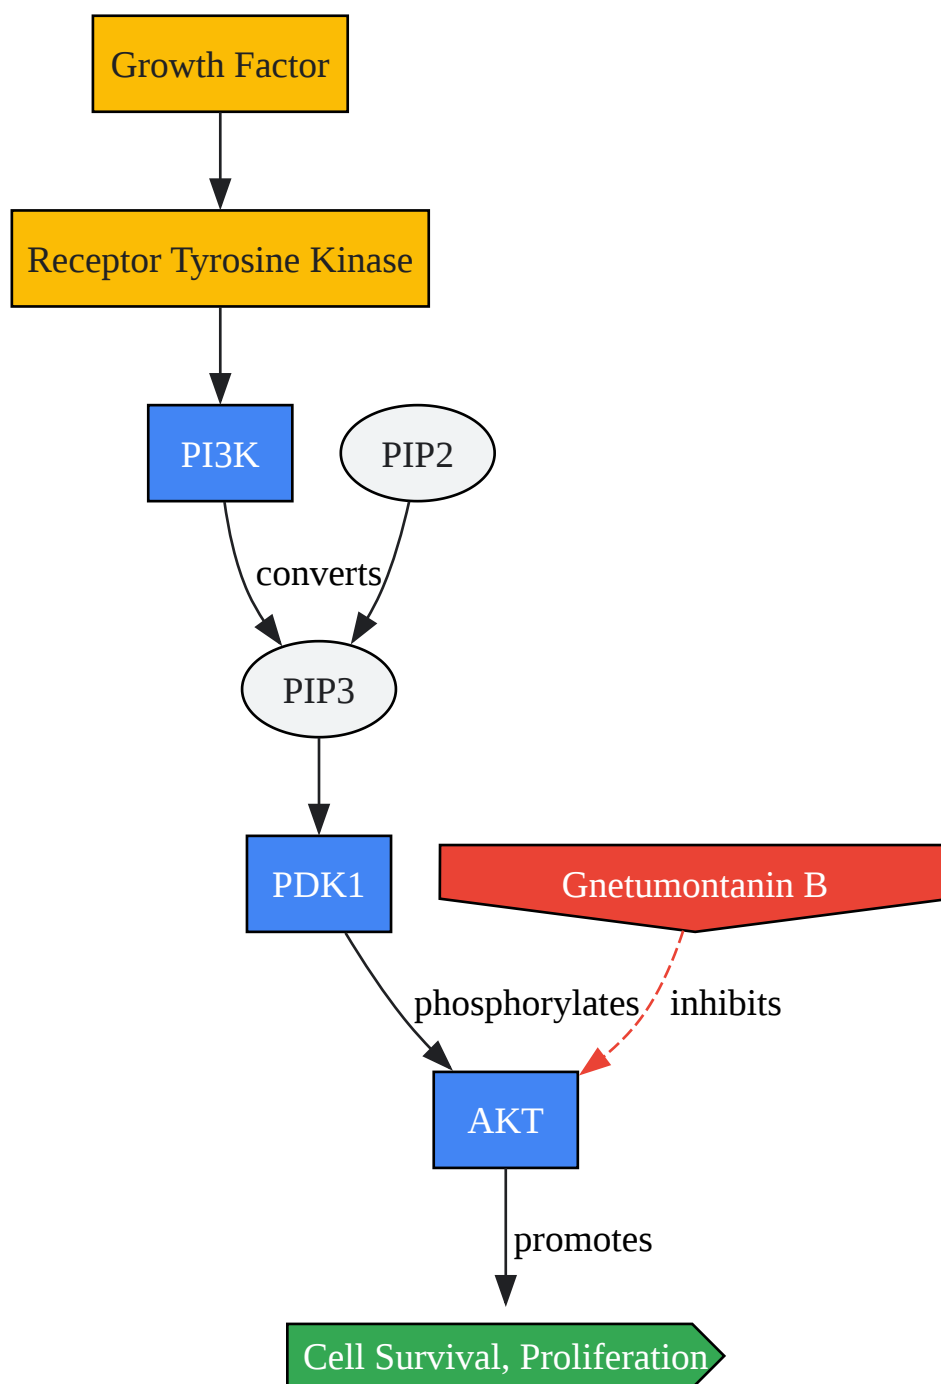 Growth Factor
Receptor Tyrosine Kinase
PI3K
PIP2
converts
PIP3
PDK1
Gnetumontanin B
phosphorylates
inhibits
AKT
promotes
Cell Survival, Proliferation